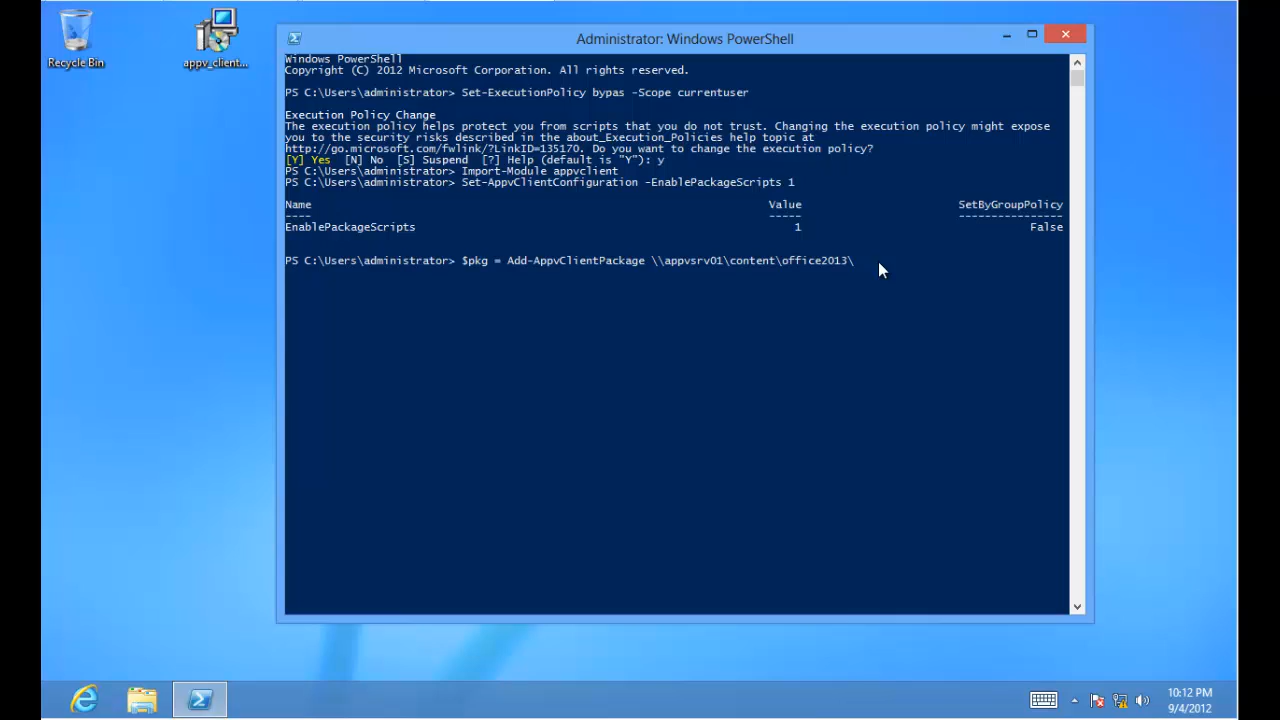 Recycle Bin
appv_client...
Administrator: Windows PowerShell
Windows PowerShell
Copyright (C) 2012 Microsoft Corporation. All rights reserved.
PS C:\Users\administrator> Set-ExecutionPolicy bypas -Scope currentuser
Execution Policy Change
The execution policy helps protect you from scripts that you do not trust. Changing the execution policy might expose
you to the security risks described in the about_Execution_Policies help topic at
http://go.microsoft.com/fwlink/?LinkID=135170. Do you want to change the execution policy?
[Y] Yes  [N] No  [S] Suspend  [?] Help (default is "Y"): y
PS C:\Users\administrator> Import-Module appvclient
PS C:\Users\administrator> Set-AppvClientConfiguration -EnablePackageScripts 1
Name Value SetByGroupPolicy
---- ----- ----------------
EnablePackageScripts 1 False
PS C:\Users\administrator> $pkg = Add-AppvClientPackage \\appvsrv01\content\office2013\
10:12 PM
9/4/2012